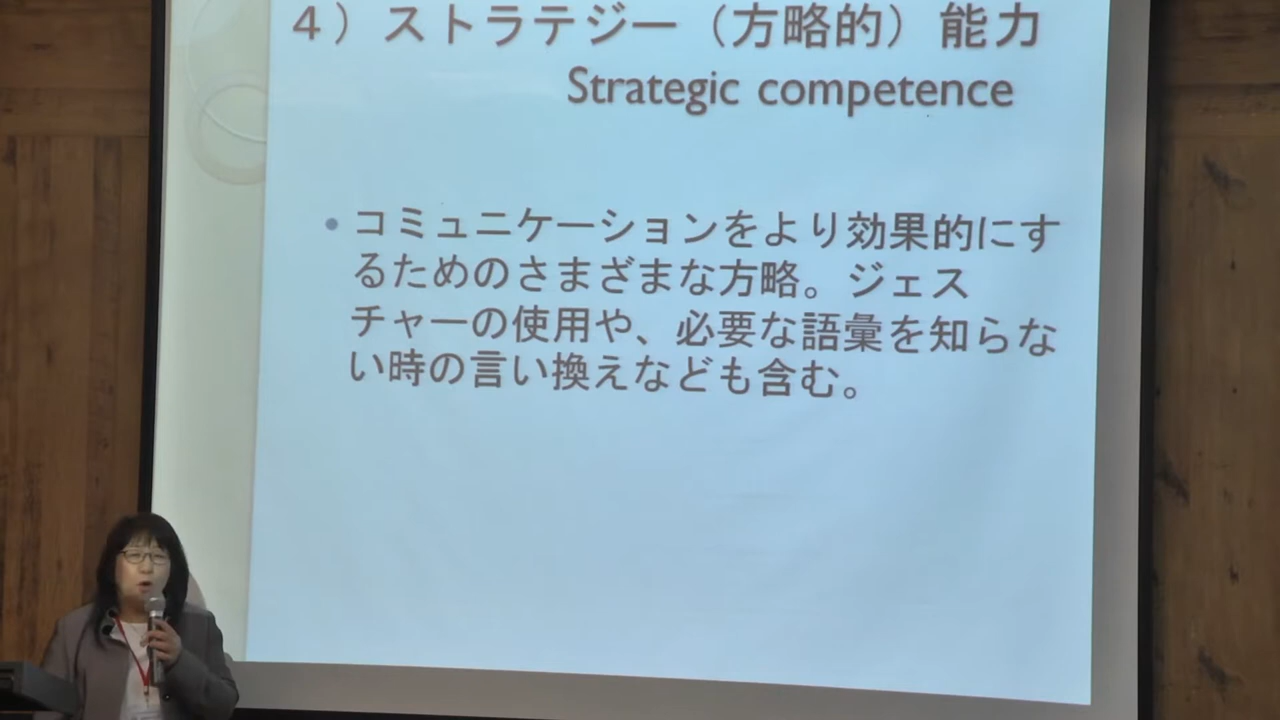 ４）ストラテジー（方略的）能力
Strategic competence
• コミュニケーションをより効果的にす
るためのさまざまな方略。ジェス
チャーの使用や、必要な語彙を知らな
い時の言い換えなども含む。